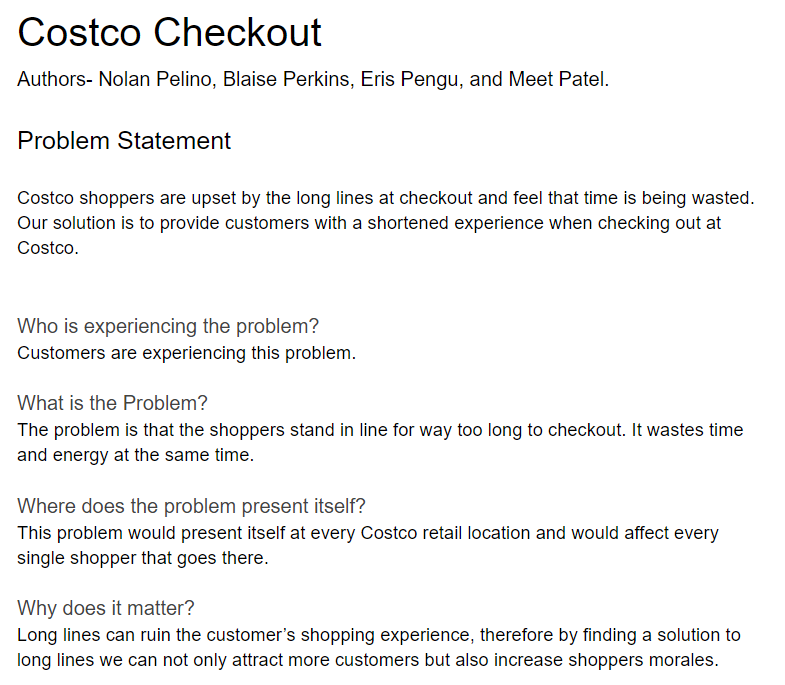 Costco Checkout
Authors- Nolan Pelino, Blaise Perkins, Eris Pengu, and Meet Patel.
Problem Statement
Costco shoppers are upset by the long lines at checkout and feel that time is being wasted.
Our solution is to provide customers with a shortened experience when checking out at
Costco.
Who is experiencing the problem?
Customers are experiencing this problem.
What is the Problem?
The problem is that the shoppers stand in line for way too long to checkout. It wastes time
and energy at the same time.
Where does the problem present itself?
This problem would present itself at every Costco retail location and would affect every
single shopper that goes there.
Why does it matter?
Long lines can ruin the customer’s shopping experience, therefore by finding a solution to
long lines we can not only attract more customers but also increase shoppers morales.